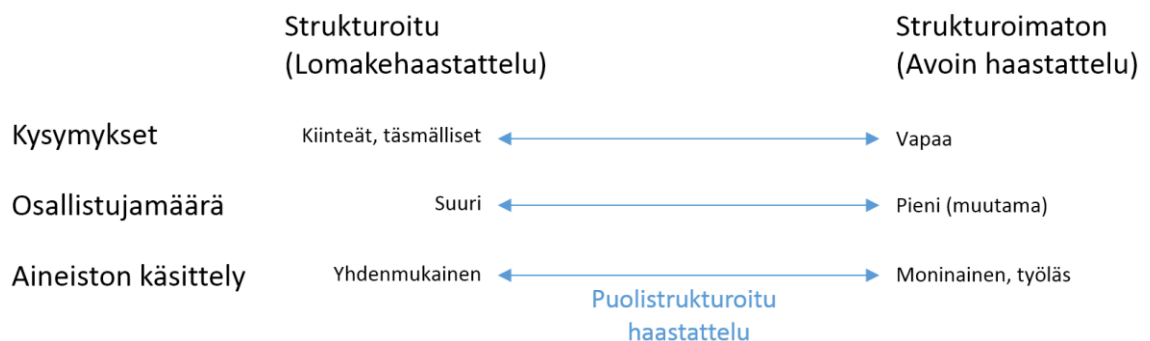 Strukturoitu
(Lomakehaastattelu)
Strukturoimaton
(Avoin haastattelu)
Kysymykset Kiinteät, täsmälliset Vapaa
Osallistujamäärä Suuri Pieni (muutama)
Aineiston käsittely Yhdenmukainen Moninainen, työläs
Puolistrukturoitu
haastattelu